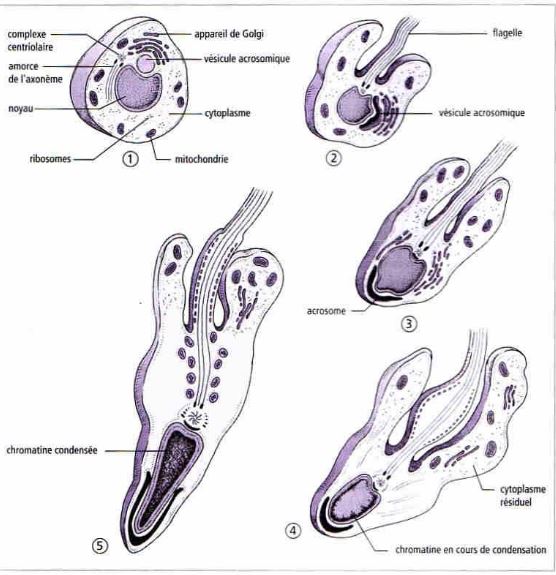 complexe
centriolaire
amorce
de l'axonème
noyau
ribosomes
①
appareil de Golgi
vésicule acrosomique
cytoplasme
mitochondrie
flagelle
vésicule acrosomique
②
acrosome
③
chromatine condensée
⑤
④
cytoplasme
résiduel
chromatine en cours de condensation